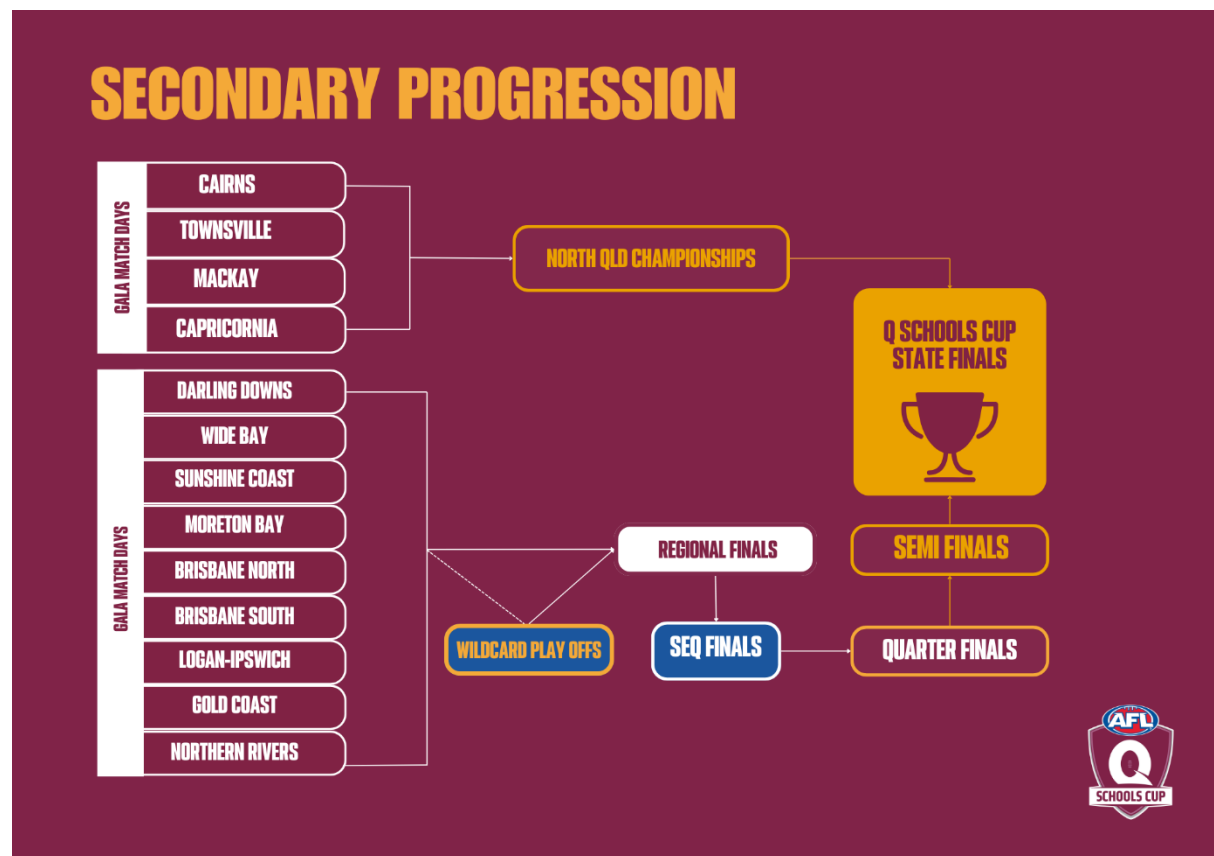 SECONDARY PROGRESSION
GALA MATCH DAYS
CAIRNS
TOWNSVILLE
MACKAY
CAPRICORNIA
NORTH QLD CHAMPIONSHIPS
Q SCHOOLS CUP
STATE FINALS
GALA MATCH DAYS
DARLING DOWNS
WIDE BAY
SUNSHINE COAST
MORETON BAY
BRISBANE NORTH
BRISBANE SOUTH
LOGAN-IPSWICH
GOLD COAST
NORTHERN RIVERS
WILDCARD PLAY OFFS
REGIONAL FINALS
SEQ FINALS
QUARTER FINALS
SEMI FINALS
AFL
Q
SCHOOLS CUP